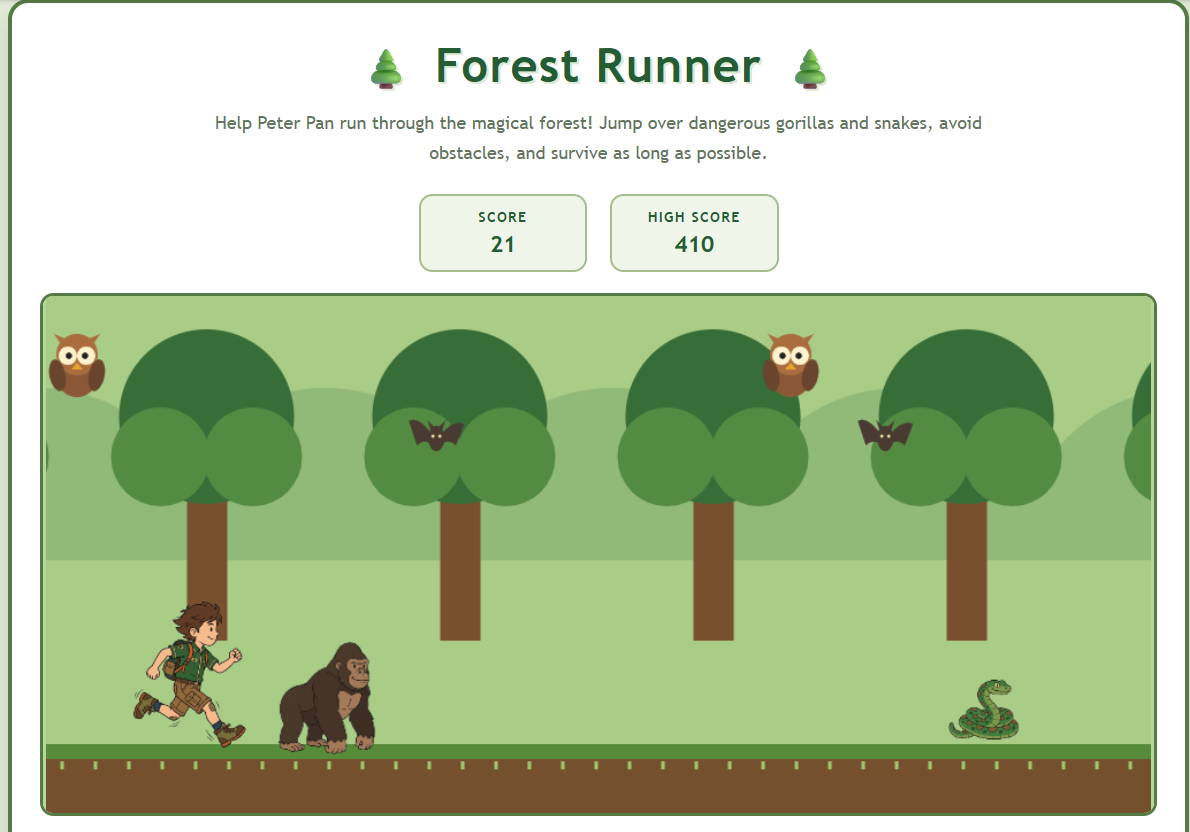 Forest Runner
Help Peter Pan run through the magical forest! Jump over dangerous gorillas and snakes, avoid
obstacles, and survive as long as possible.
SCORE
21
HIGH SCORE
410